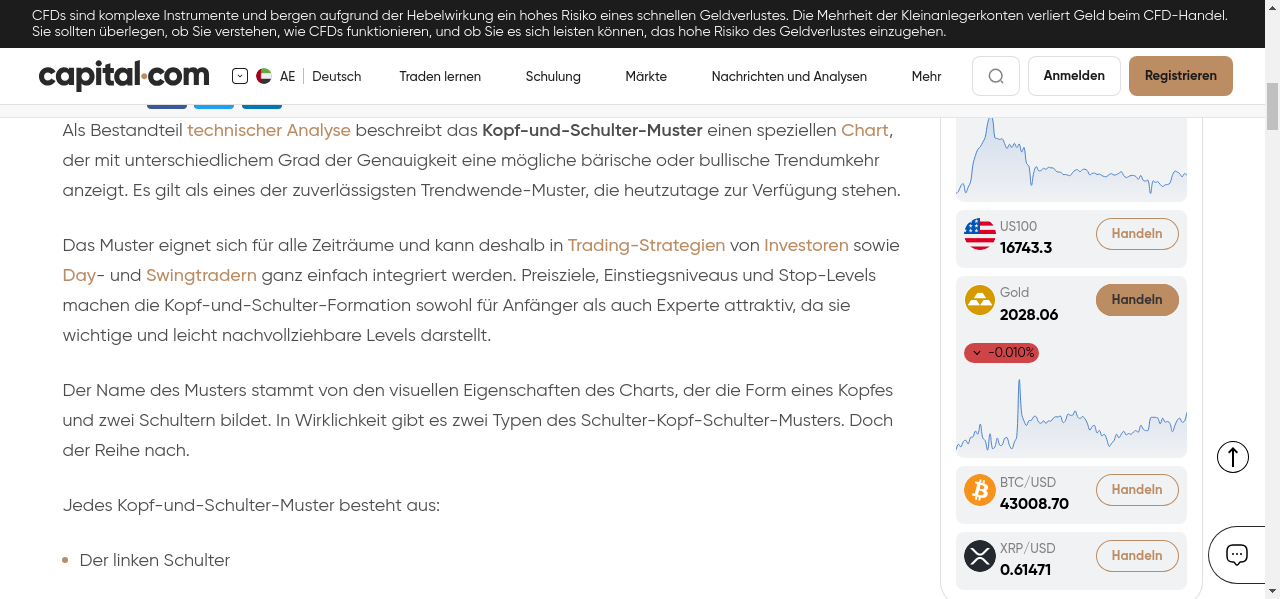 CFDs sind komplexe Instrumente und bergen aufgrund der Hebelwirkung ein hohes Risiko eines schnellen Geldverlustes. Die Mehrheit der Kleinanlegerkonten verliert Geld beim CFD-Handel.
Sie sollten überlegen, ob Sie verstehen, wie CFDs funktionieren, und ob Sie es sich leisten können, das hohe Risiko des Geldverlustes einzugehen.
capital.com
AE
Deutsch
Traden lernen
Schulung
Märkte
Nachrichten und Analysen
Mehr
Anmelden
Registrieren
Als Bestandteil technischer Analyse beschreibt das Kopf-und-Schulter-Muster einen speziellen Chart,
der mit unterschiedlichem Grad der Genauigkeit eine mögliche bärische oder bullische Trendumkehr
anzeigt. Es gilt als eines der zuverlässigsten Trendwende-Muster, die heutzutage zur Verfügung stehen.
Das Muster eignet sich für alle Zeiträume und kann deshalb in Trading-Strategien von Investoren sowie
Day- und Swingtradern ganz einfach integriert werden. Preisziele, Einstiegsniveaus und Stop-Levels
machen die Kopf-und-Schulter-Formation sowohl für Anfänger als auch Experte attraktiv, da sie
wichtige und leicht nachvollziehbare Levels darstellt.
Der Name des Musters stammt von den visuellen Eigenschaften des Charts, der die Form eines Kopfes
und zwei Schultern bildet. In Wirklichkeit gibt es zwei Typen des Schulter-Kopf-Schulter-Musters. Doch
der Reihe nach.
Jedes Kopf-und-Schulter-Muster besteht aus:
Der linken Schulter
US100
16743.3
Handeln
Gold
2028.06
Handeln
-0.010%
BTC/USD
43008.70
Handeln
XRP/USD
0.61471
Handeln